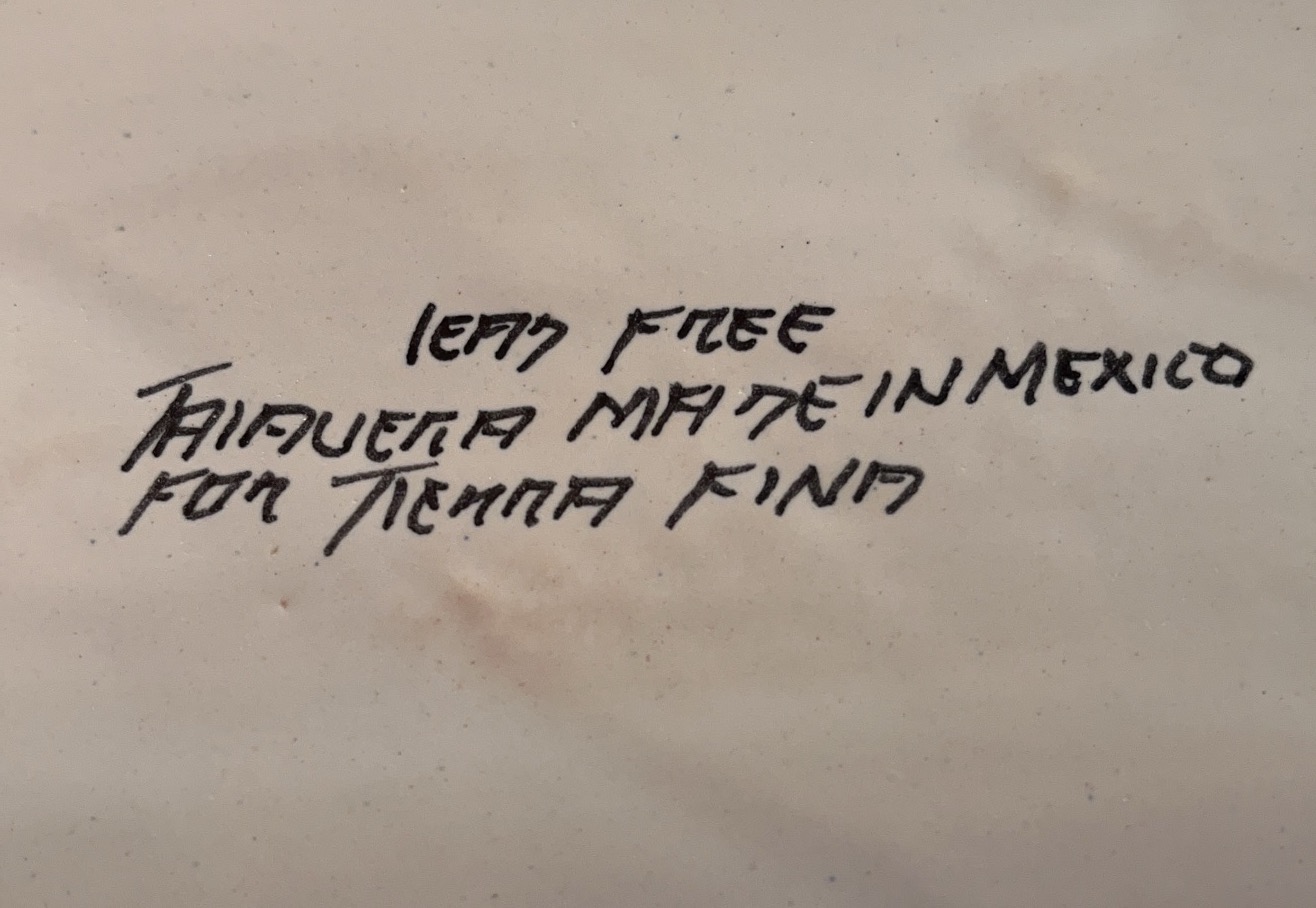 lEAD FREE
TAlAVERA MADE IN MEXICO
FOR TIERRA FINA